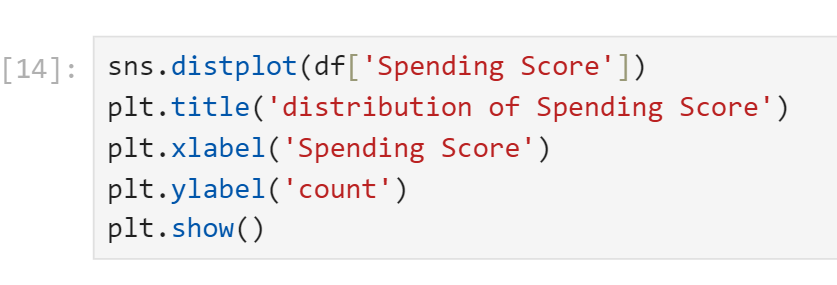 [14]:
sns.distplot(df['Spending Score'])
plt.title('distribution of Spending Score')
plt.xlabel('Spending Score')
plt.ylabel('count')
plt.show()